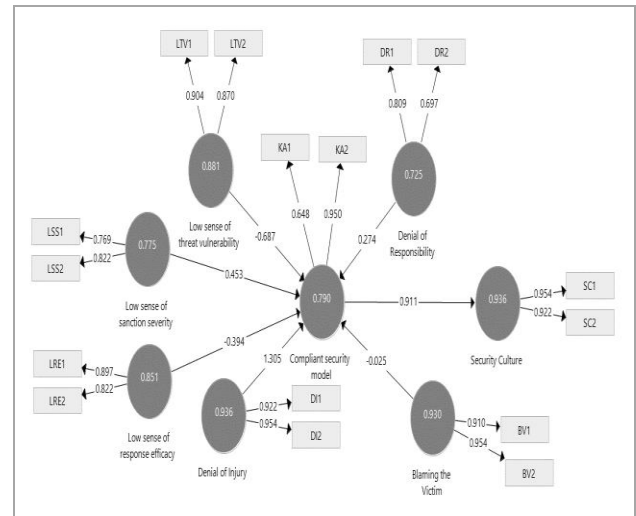 LTV1
LTV2
DR1
DR2
0.904
0.870
0.809
0.697
KA1
KA2
0.881
0.725
Low sense of
threat vulnerability
0.648
0.950
Denial of
Responsibility
LSS1
LSS2
0.769
0.822
0.775
Low sense of
sanction severity
-0.687
0.274
0.453
0.790
Compliant security
model
0.911
0.936
Security Culture
0.954
0.922
SC1
SC2
LRE1
LRE2
0.897
0.822
0.851
Low sense of
response efficacy
-0.394
1.305
-0.025
0.936
Denial of Injury
0.922
0.954
DI1
DI2
0.930
Blaming the
Victim
0.910
0.954
BV1
BV2